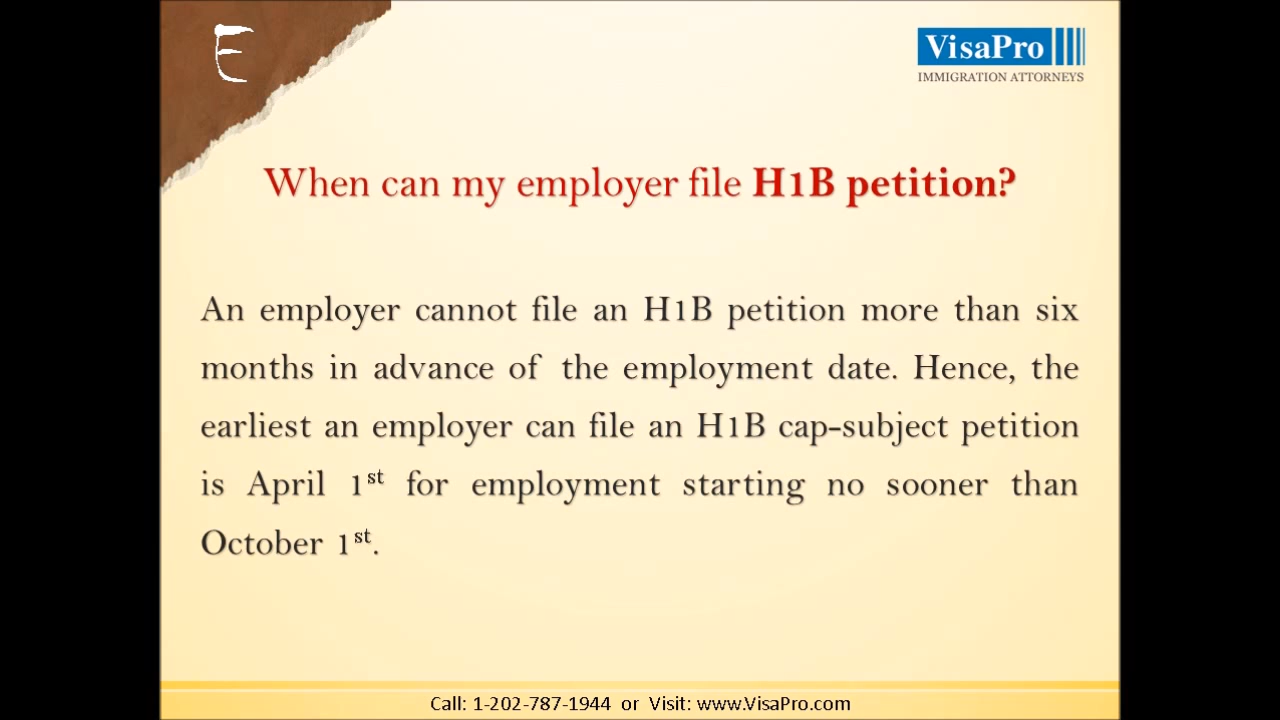 E
VisaPro
IMMIGRATION ATTORNEYS
When can my employer file H1B petition?
An employer cannot file an H1B petition more than six
months in advance of the employment date. Hence, the
earliest an employer can file an H1B cap-subject petition
is April 1st for employment starting no sooner than
October 1st.
Call: 1-202-787-1944 or Visit: www.VisaPro.com